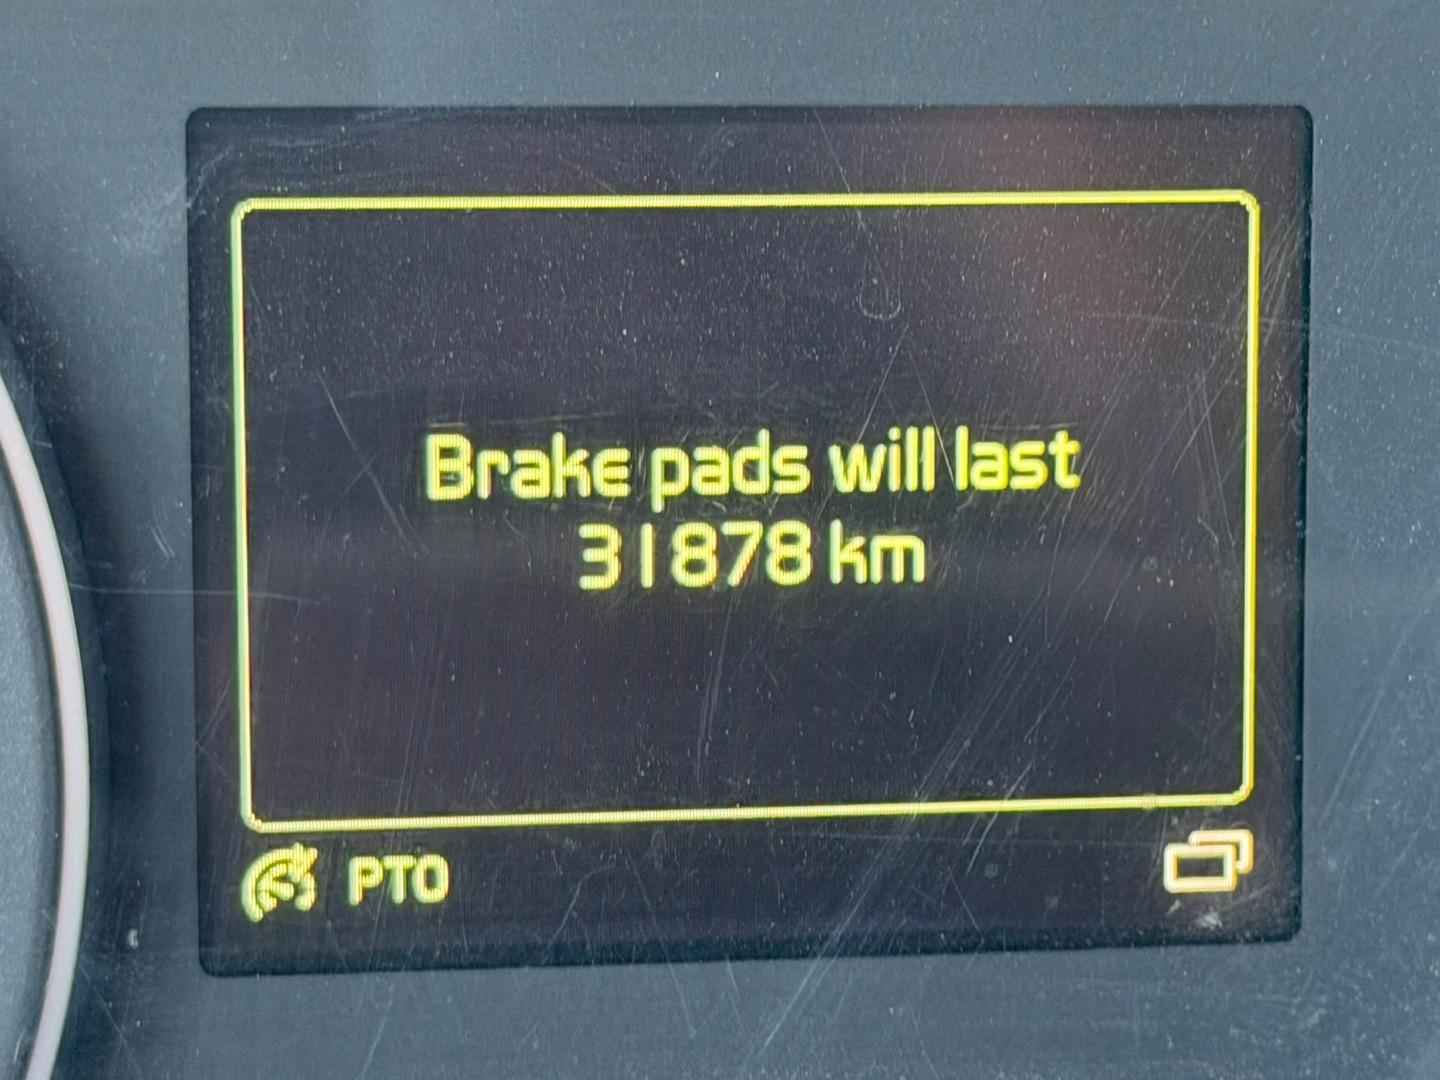 Brake pads will last
31878 km
PTO